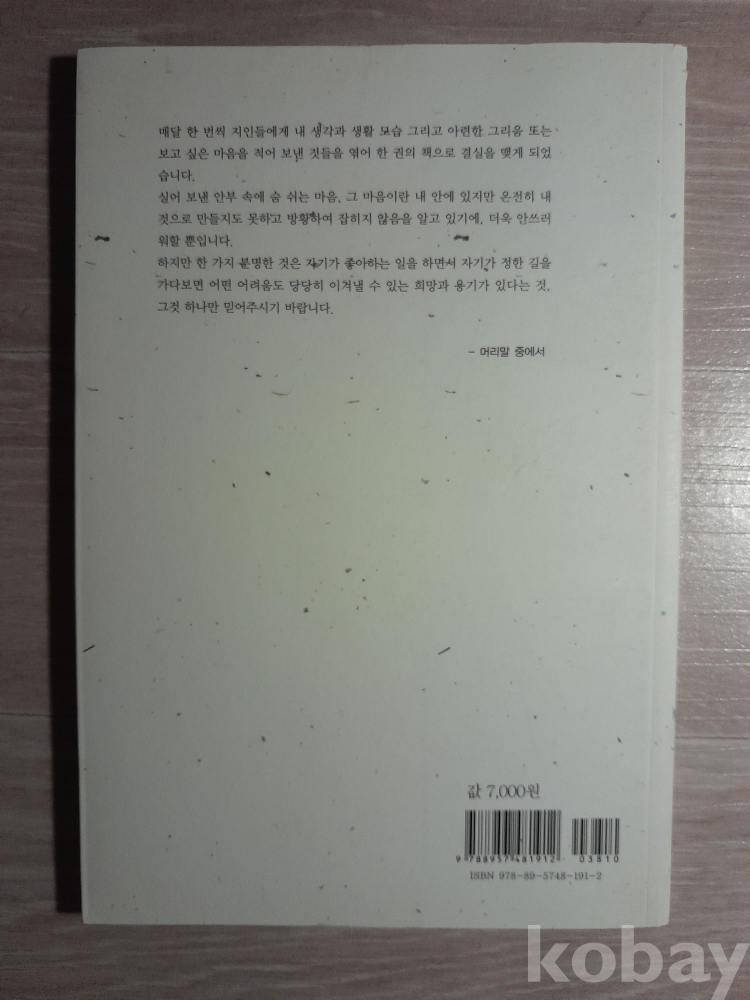 매달 한 번씩 지인들에게 내 생각과 생활 모습 그리고 아련한 그리움 또는
보고 싶은 마음을 적어 보낸 것들을 엮어 한 권의 책으로 결실을 맺게 되었
습니다.
실어 보낸 안부 속에 숨 쉬는 마음, 그 마음이란 내 안에 있지만 온전히 내
것으로 만들지도 못하고 방황하여 잡히지 않음을 알고 있기에, 더욱 안쓰러
워할 뿐입니다.
하지만 한 가지 분명한 것은 자기가 좋아하는 일을 하면서 자기가 정한 길을
가다보면 어떤 어려움도 당당히 이겨낼 수 있는 희망과 용기가 있다는 것,
그것 하나만 믿어주시기 바랍니다.
- 머리말 중에서
값 7,000원
9 788957 481912 03810
ISBN 978-89-5748-191-2
kobay